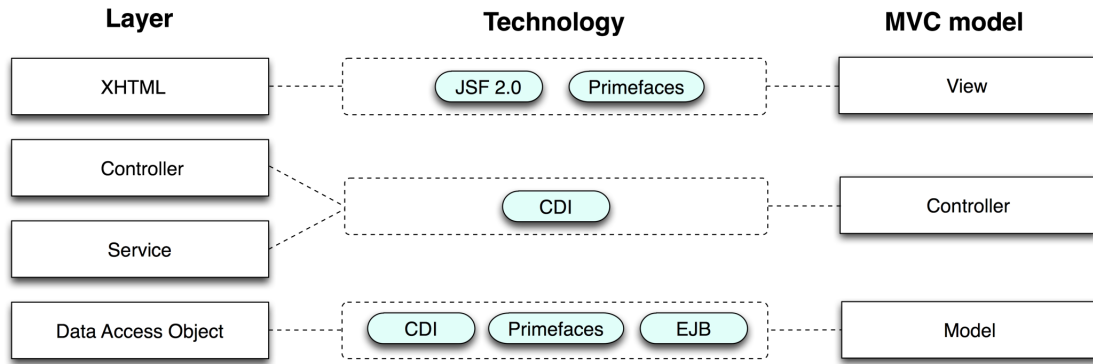 Layer
Technology
MVC model
XHTML
JSF 2.0
Primefaces
View
Controller
CDI
Controller
Service
Data Access Object
CDI
Primefaces
EJB
Model